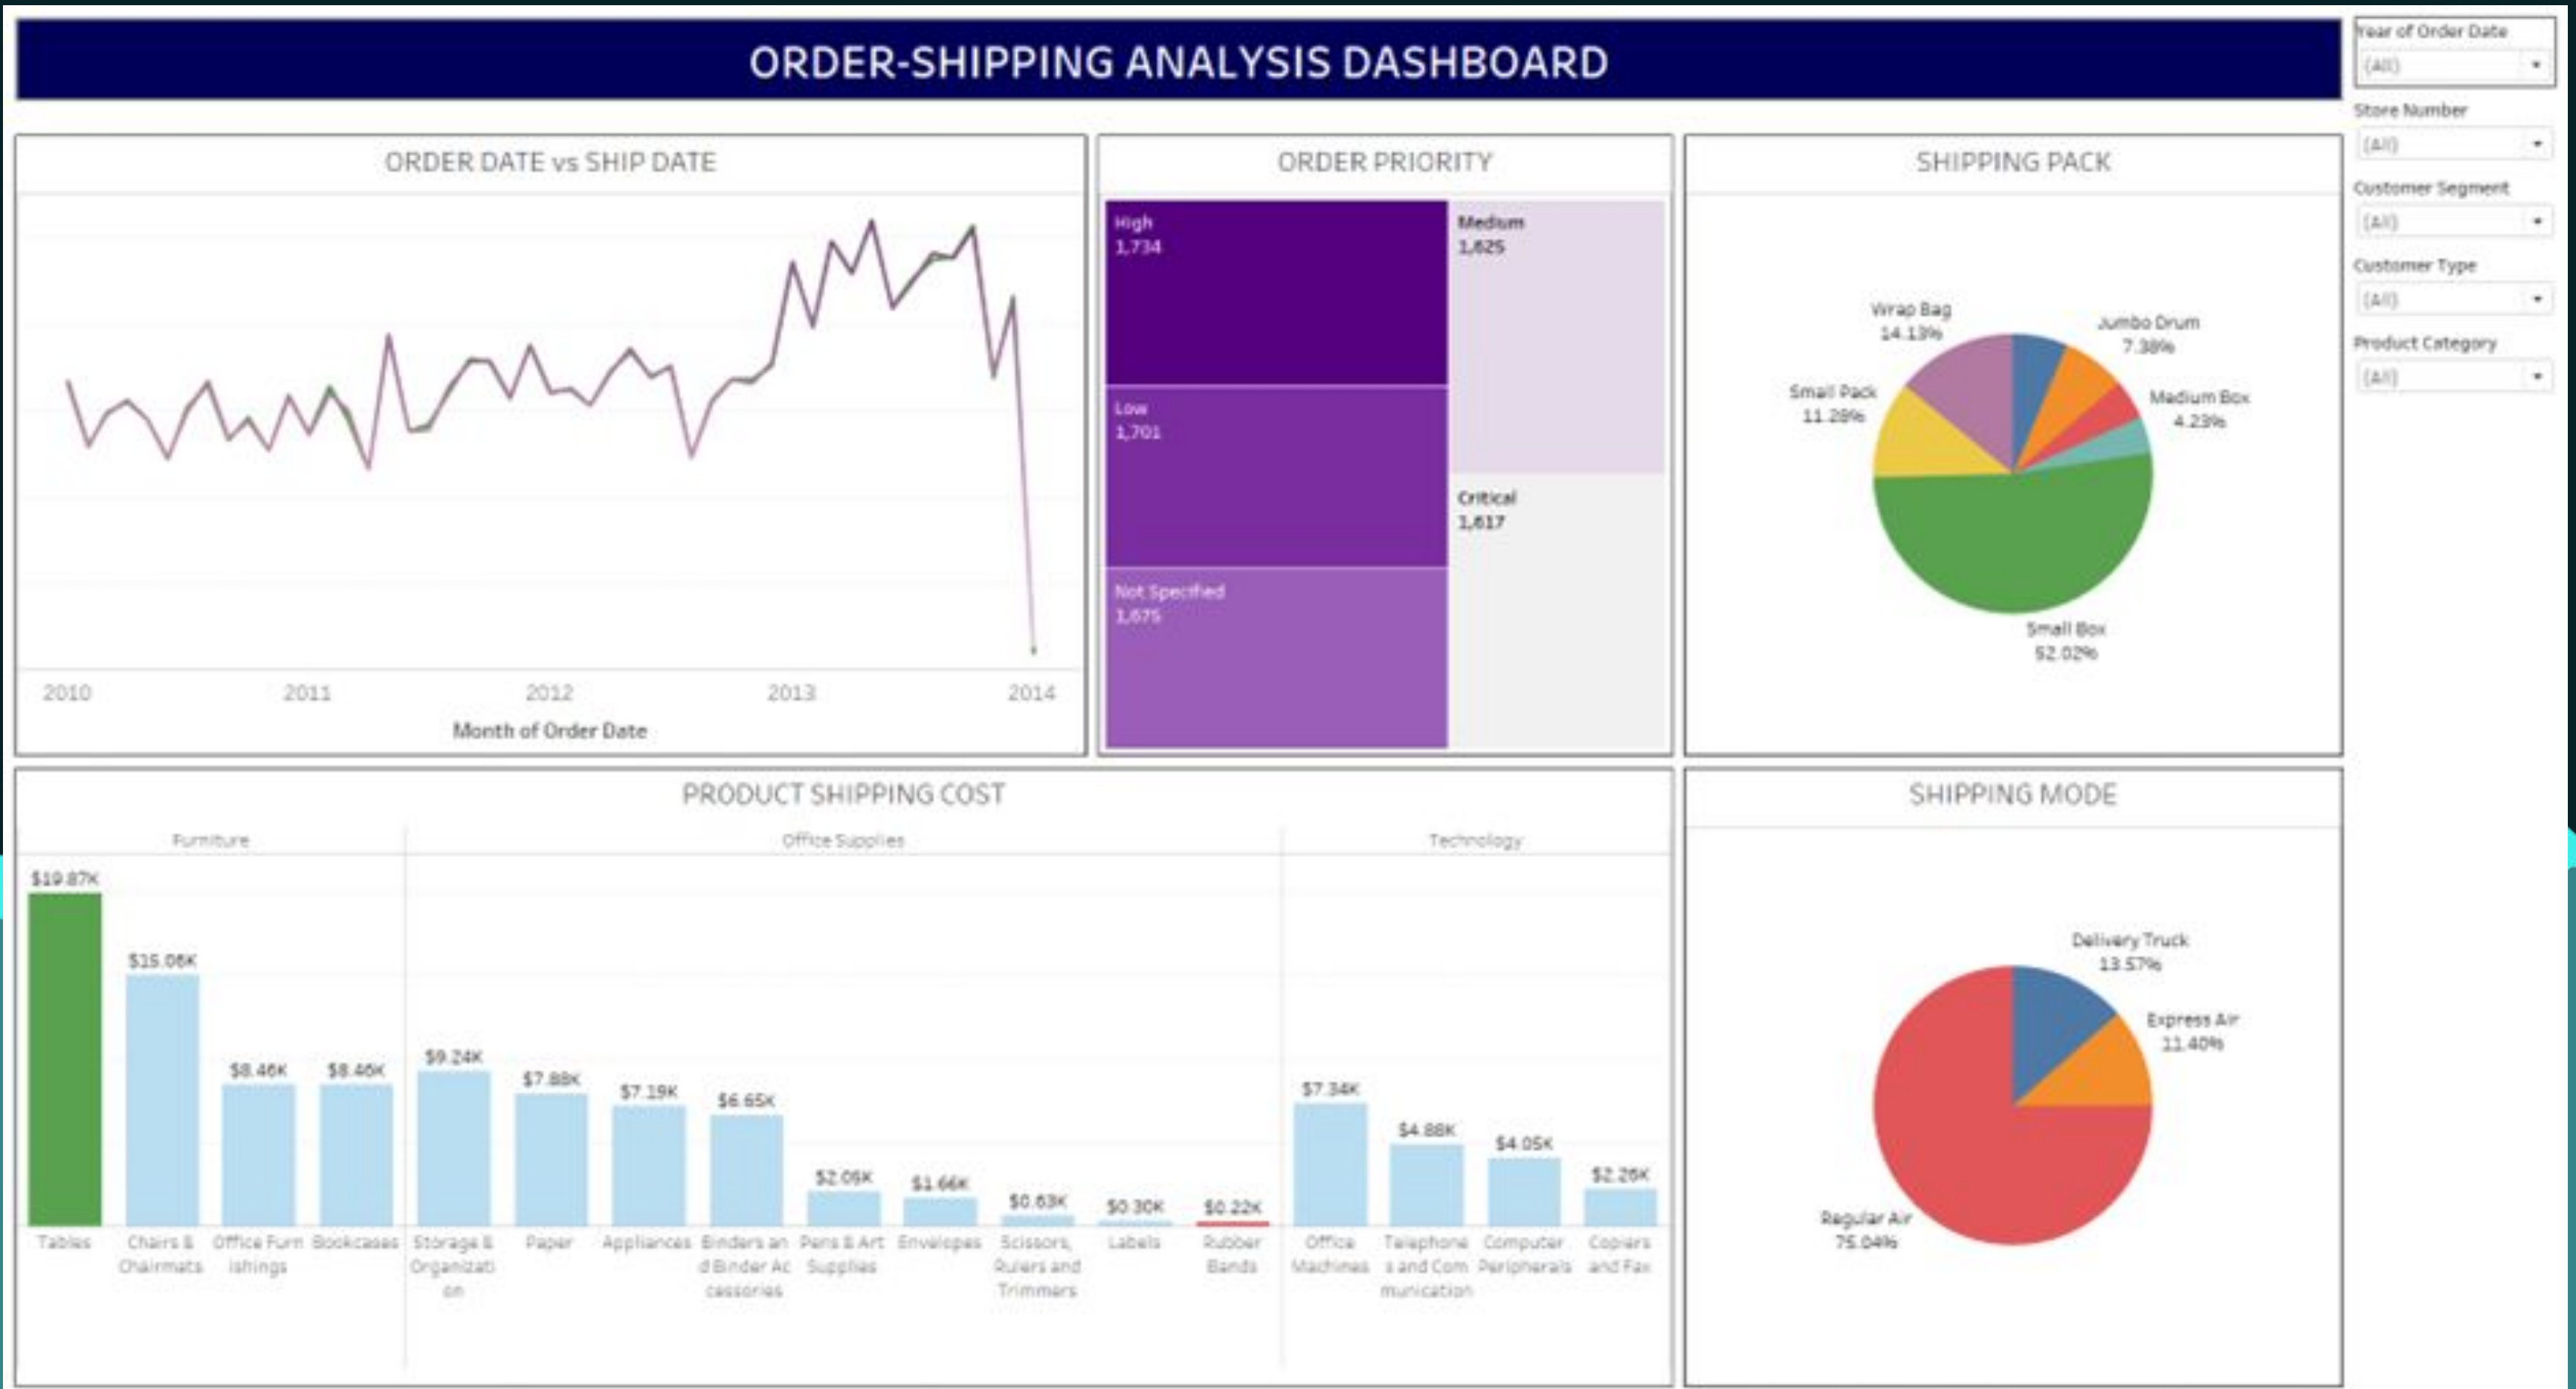 ORDER-SHIPPING ANALYSIS DASHBOARD
Year of Order Date
(All)
Store Number
(All)
Customer Segment
(All)
Customer Type
(All)
Product Category
(All)
ORDER DATE vs SHIP DATE
2010
2011
2012
2013
2014
Month of Order Date
ORDER PRIORITY
High
1,734
Low
1,701
Not Specified
1,675
Medium
1,625
Critical
1,617
SHIPPING PACK
Wrap Bag
14.13%
Jumbo Drum
7.38%
Small Pack
11.28%
Medium Box
4.23%
Small Box
52.02%
PRODUCT SHIPPING COST
Furniture
Office Supplies
Technology
$19.87K
$15.06K
$8.46K
$8.46K
$9.24K
$7.88K
$7.19K
$6.65K
$2.05K
$1.66K
$0.63K
$0.30K
$0.22K
$7.34K
$4.88K
$4.05K
$2.26K
Tables
Chairs &
Chairmats
Office Furn
ishings
Bookcases
Storage &
Organizati
on
Paper
Appliances
Binders an
d Binder Ac
cessories
Pens & Art
Supplies
Envelopes
Scissors,
Rulers and
Trimmers
Labels
Rubber
Bands
Office
Machines
Telephone
s and Com
munication
Computer
Peripherals
Copiers
and Fax
SHIPPING MODE
Delivery Truck
13.57%
Express Air
11.40%
Regular Air
75.04%